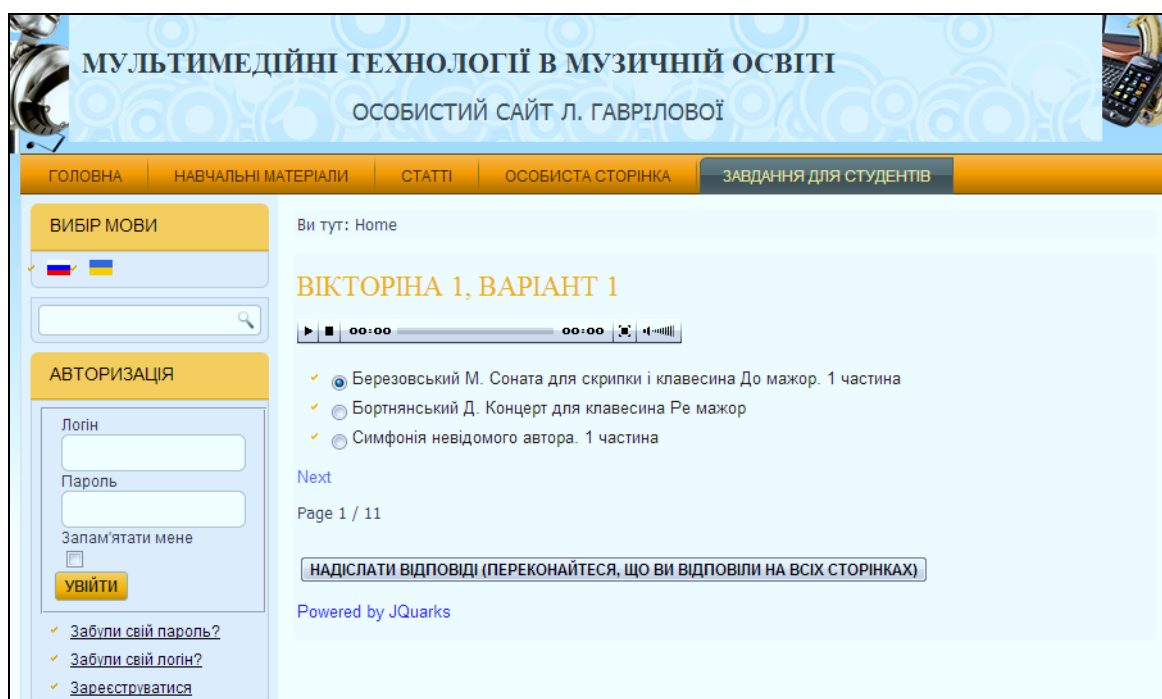 МУЛЬТИМЕДІЙНІ ТЕХНОЛОГІЇ В МУЗИЧНІЙ ОСВІТІ
ОСОБИСТИЙ САЙТ Л. ГАВРІЛОВОЇ
ГОЛОВНА НАВЧАЛЬНІ МАТЕРІАЛИ СТАТТІ ОСОБИСТА СТОРІНКА ЗАВДАННЯ ДЛЯ СТУДЕНТІВ
ВИБІР МОВИ
АВТОРИЗАЦІЯ
Логін
Пароль
Запам'ятати мене
УВІЙТИ
Забули свій пароль?
Забули свій логін?
Зареєструватися
Ви тут: Home
ВІКТОРІНА 1, ВАРІАНТ 1
00:00 00:00
Березовський М. Соната для скрипки і клавесина До мажор. 1 частина
Бортнянський Д. Концерт для клавесина Ре мажор
Симфонія невідомого автора. 1 частина
Next
Page 1 / 11
НАДІСЛАТИ ВІДПОВІДІ (ПЕРЕКОНАЙТЕСЯ, ЩО ВИ ВІДПОВІЛИ НА ВСІХ СТОРІНКАХ)
Powered by JQuarks